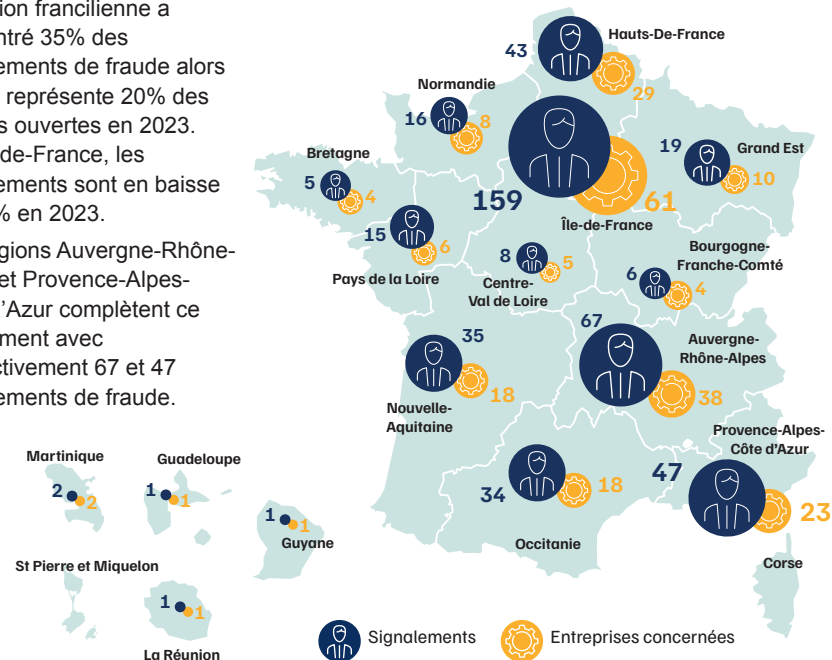 ion francilienne a
ntré 35% des
ements de fraude alors
représente 20% des
s ouvertes en 2023.
de-France, les
ements sont en baisse
% en 2023.
gions Auvergne-Rhône-
et Provence-Alpes-
d'Azur complètent ce
ment avec
ctivement 67 et 47
ements de fraude.
Hauts-De-France
43
29
Normandie
16
8
Grand Est
19
10
Bretagne
5
4
159
61
Île-de-France
15
6
Pays de la Loire
8
5
Centre-
Val de Loire
Bourgogne-
Franche-Comté
6
4
35
18
Nouvelle-
Aquitaine
67
38
Auvergne-
Rhône-Alpes
Provence-Alpes-
Côte d'Azur
47
23
34
18
Occitanie
Corse
Martinique
2
2
Guadeloupe
1
1
1
1
Guyane
St Pierre et Miquelon
1
1
La Réunion
Signalements
Entreprises concernées